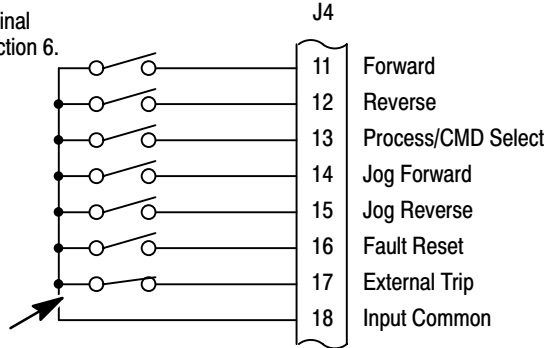 J4
inal
ction 6.
11 Forward
12 Reverse
13 Process/CMD Select
14 Jog Forward
15 Jog Reverse
16 Fault Reset
17 External Trip
18 Input Common